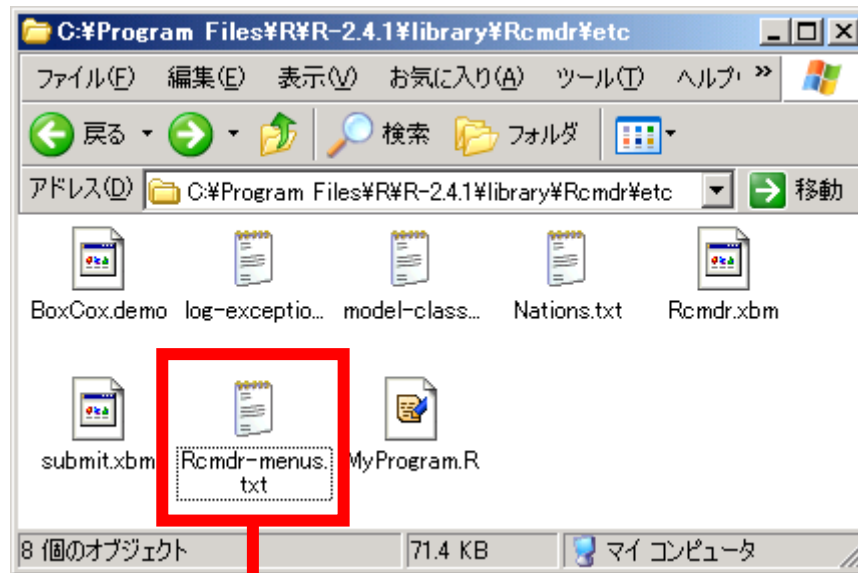 C:¥Program Files¥R¥R-2.4.1¥library¥Rcmdr¥etc
ファイル(F) 編集(E) 表示(V) お気に入り(A) ツール(T) ヘルプ »
戻る 検索 フォルダ
アドレス(D) C:¥Program Files¥R¥R-2.4.1¥library¥Rcmdr¥etc 移動
BoxCox.demo log-exceptio... model-class... Nations.txt Rcmdr.xbm
submit.xbm Rcmdr-menus. MyProgram.R
txt
8 個のオブジェクト 71.4 KB マイ コンピュータ